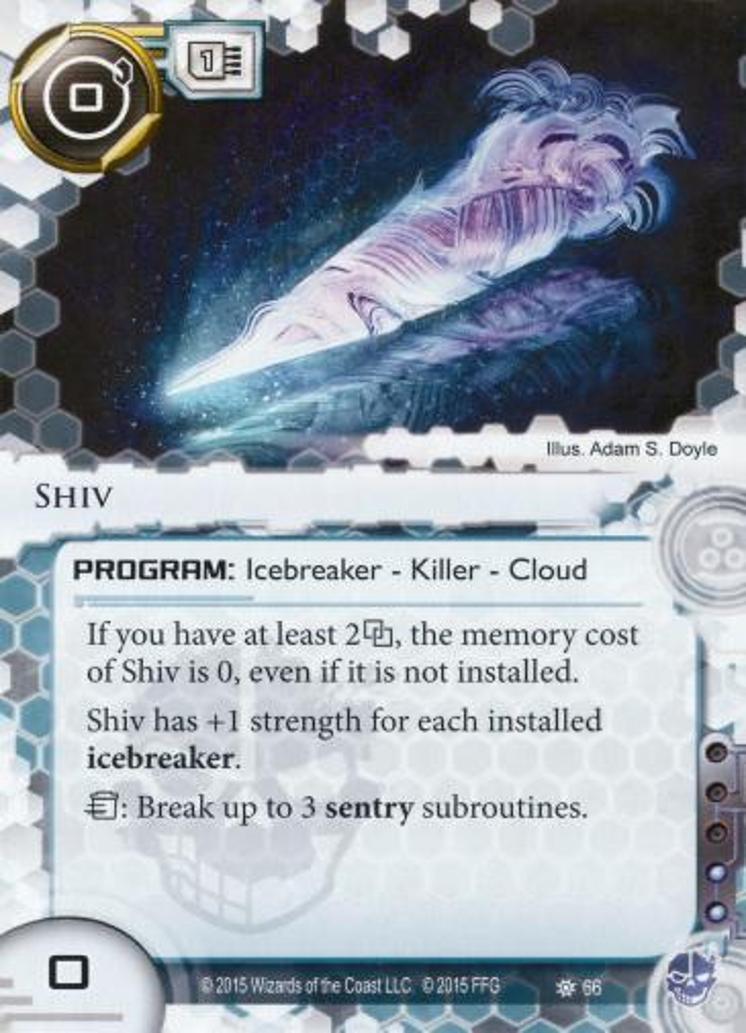 0
1
Illus. Adam S. Doyle
SHIV
PROGRAM: Icebreaker - Killer - Cloud
If you have at least 2, the memory cost
of Shiv is 0, even if it is not installed.
Shiv has +1 strength for each installed
icebreaker.
: Break up to 3 sentry subroutines.
0
© 2015 Wizards of the Coast LLC © 2015 FFG 66